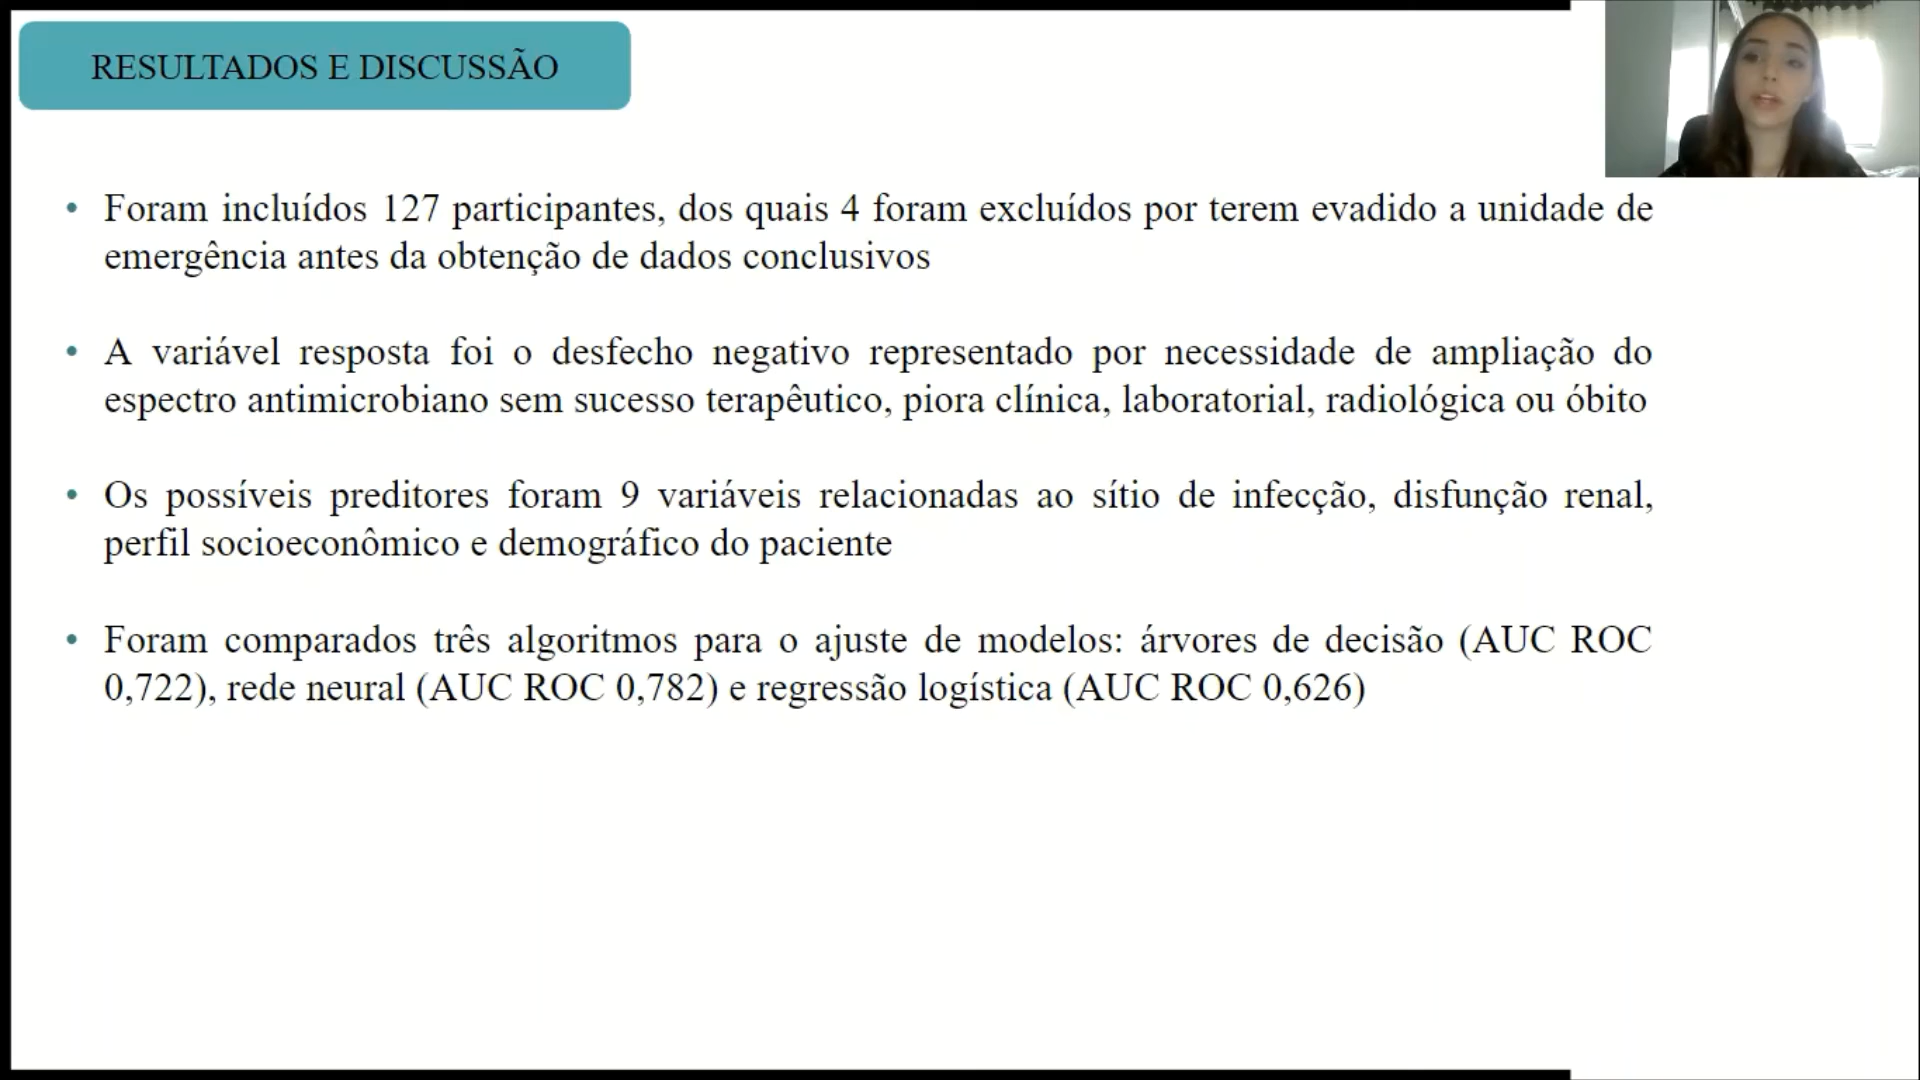 RESULTADOS E DISCUSSÃO
• Foram incluídos 127 participantes, dos quais 4 foram excluídos por terem evadido a unidade de
emergência antes da obtenção de dados conclusivos
• A variável resposta foi o desfecho negativo representado por necessidade de ampliação do
espectro antimicrobiano sem sucesso terapêutico, piora clínica, laboratorial, radiológica ou óbito
• Os possíveis preditores foram 9 variáveis relacionadas ao sítio de infecção, disfunção renal,
perfil socioeconômico e demográfico do paciente
• Foram comparados três algoritmos para o ajuste de modelos: árvores de decisão (AUC ROC
0,722), rede neural (AUC ROC 0,782) e regressão logística (AUC ROC 0,626)